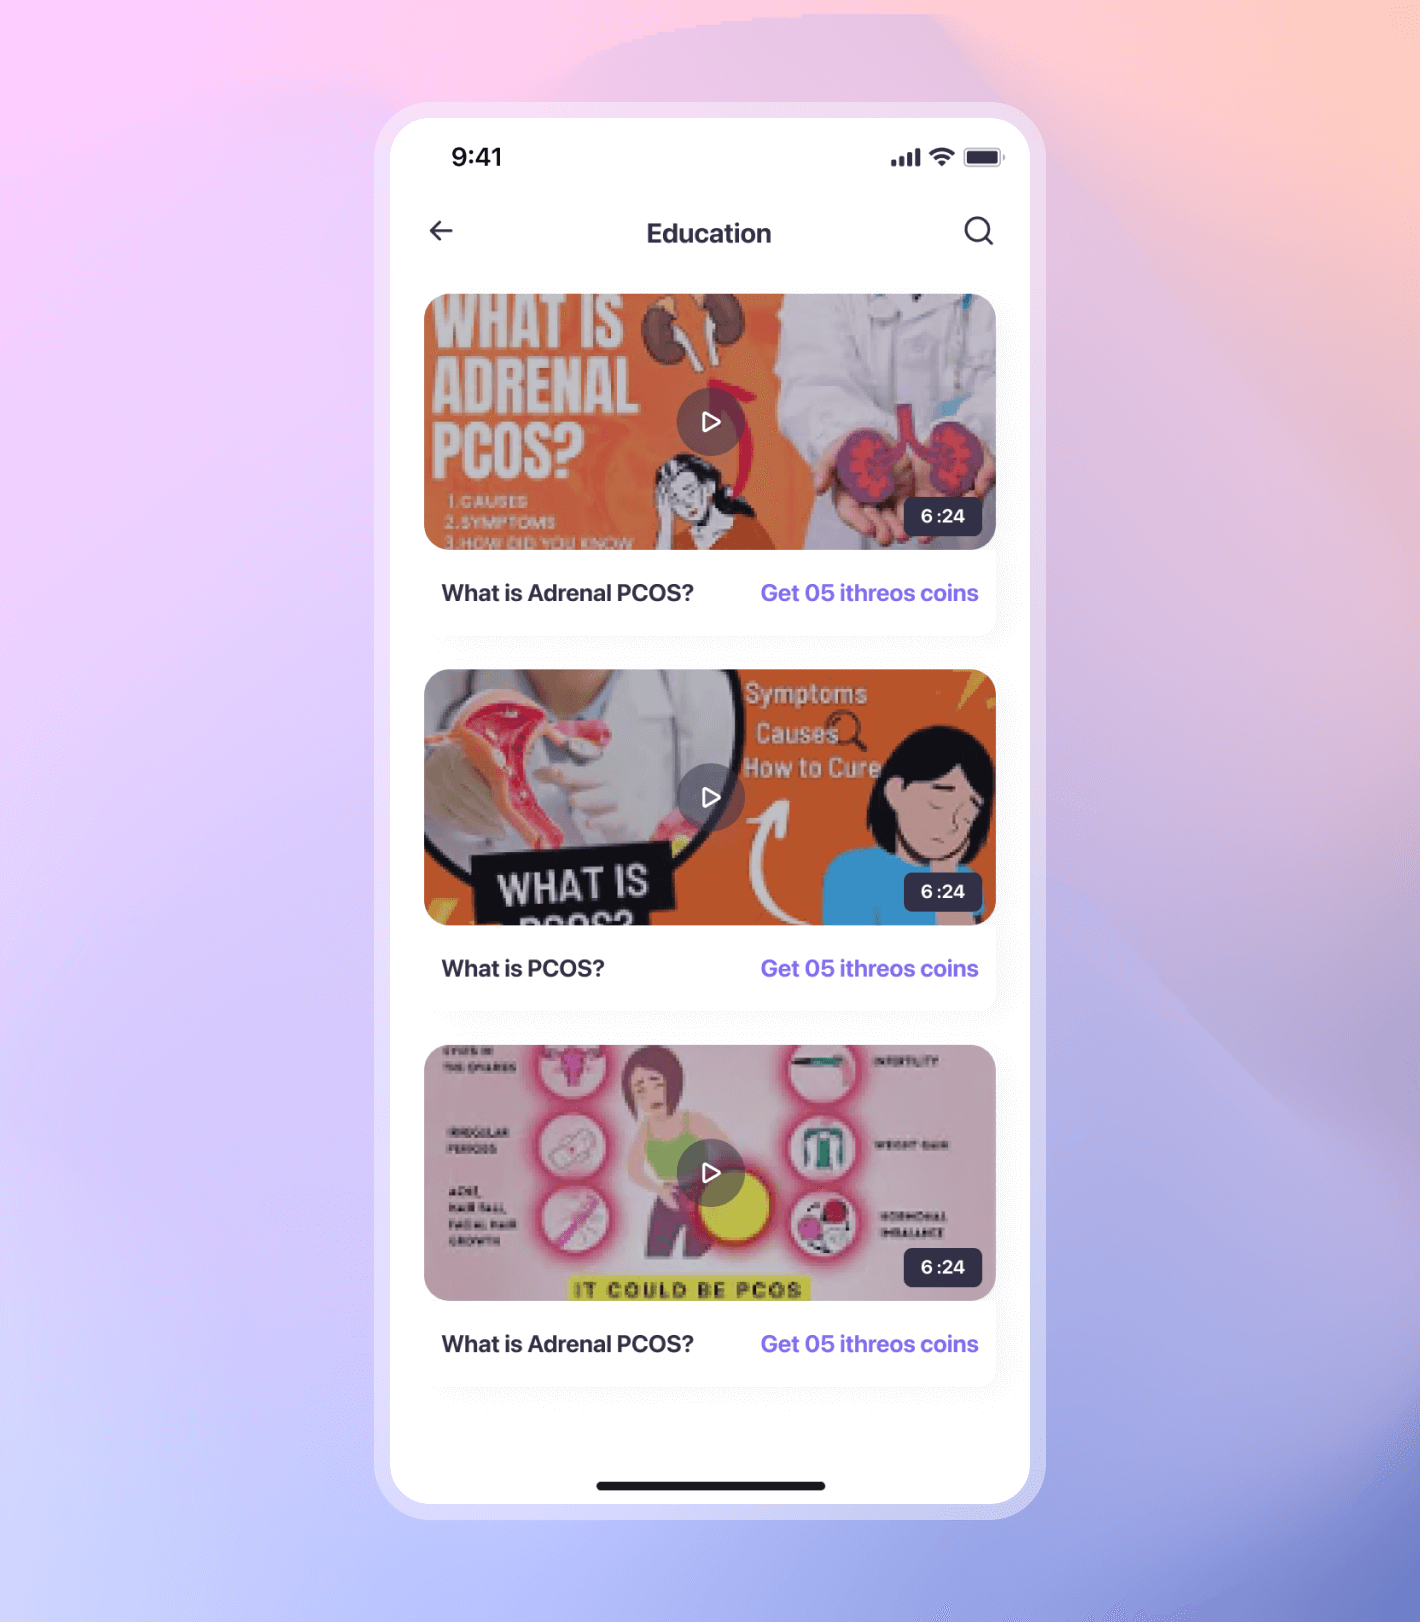 9:41
Education
WHAT IS
ADRENAL
PCOS?
1.CAUSES
2.SYMPTOMS
3.HOW DID YOU KNOW
6:24
What is Adrenal PCOS?
Get 05 ithreos coins
Symptoms
Causes
How to Cure
WHAT IS
PCOS?
6:24
What is PCOS?
Get 05 ithreos coins
THE OVARIES
IRREGULAR
PERIODS
ACNE,
HAIR FALL,
FACIAL HAIR
GROWTH
INFERTILITY
WEIGHT GAIN
HORMONAL
IMBALANCE
IT COULD BE PCOS
6:24
What is Adrenal PCOS?
Get 05 ithreos coins